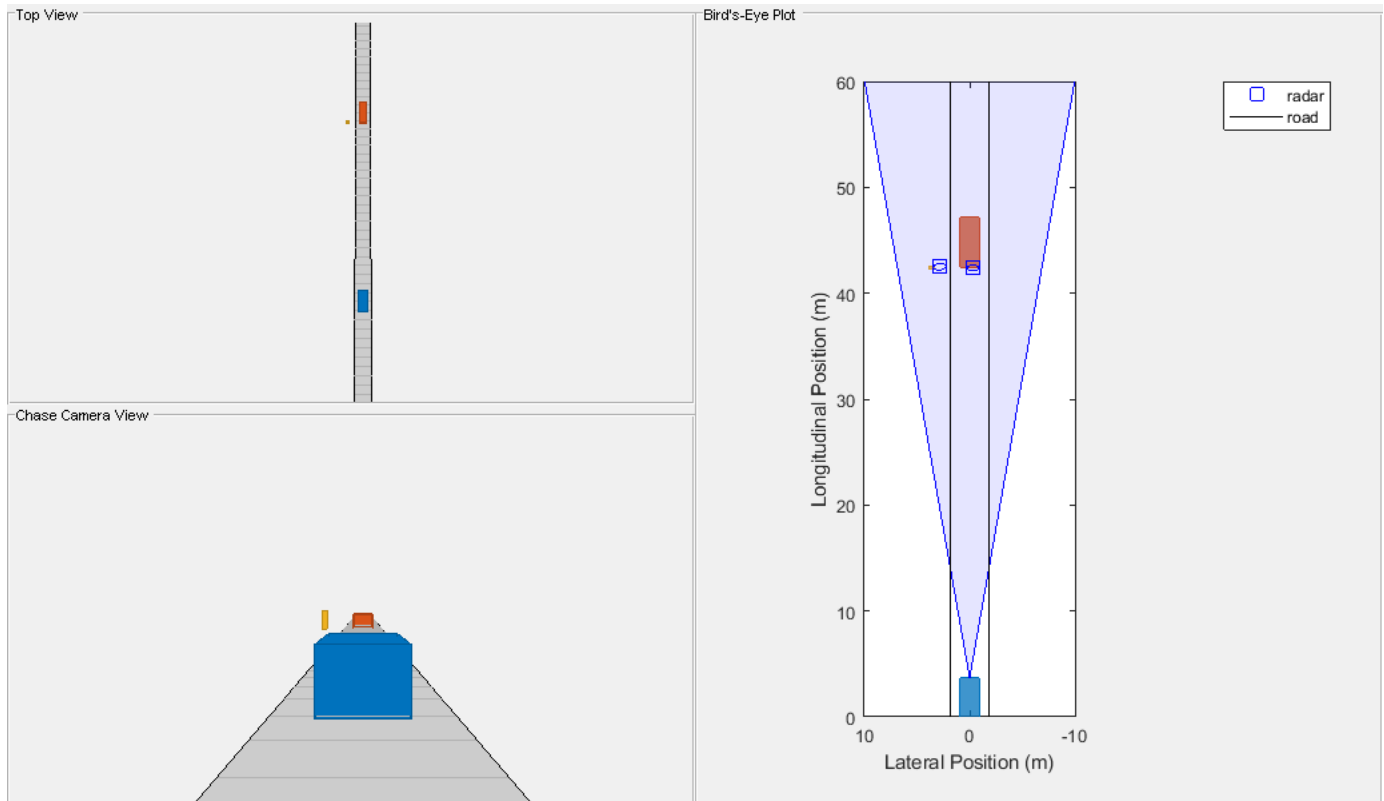 Top View
Chase Camera View
Bird's-Eye Plot
60
50
40
30
20
10
0
10
0
-10
Longitudinal Position (m)
Lateral Position (m)
radar
road